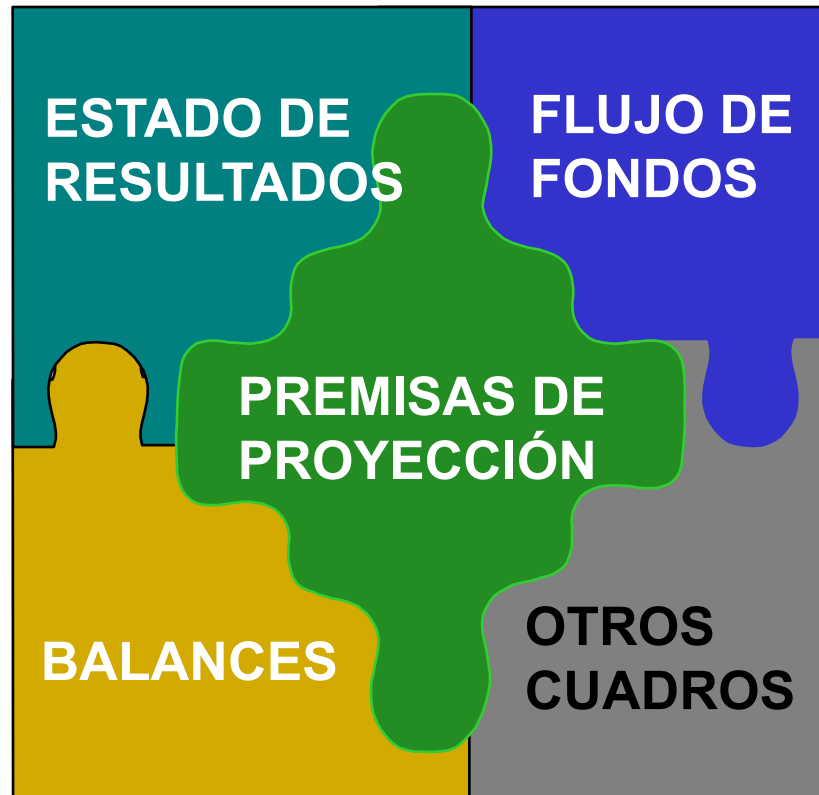 ESTADO DE
RESULTADOS
FLUJO DE
FONDOS
PREMISAS DE
PROYECCIÓN
BALANCES
OTROS
CUADROS